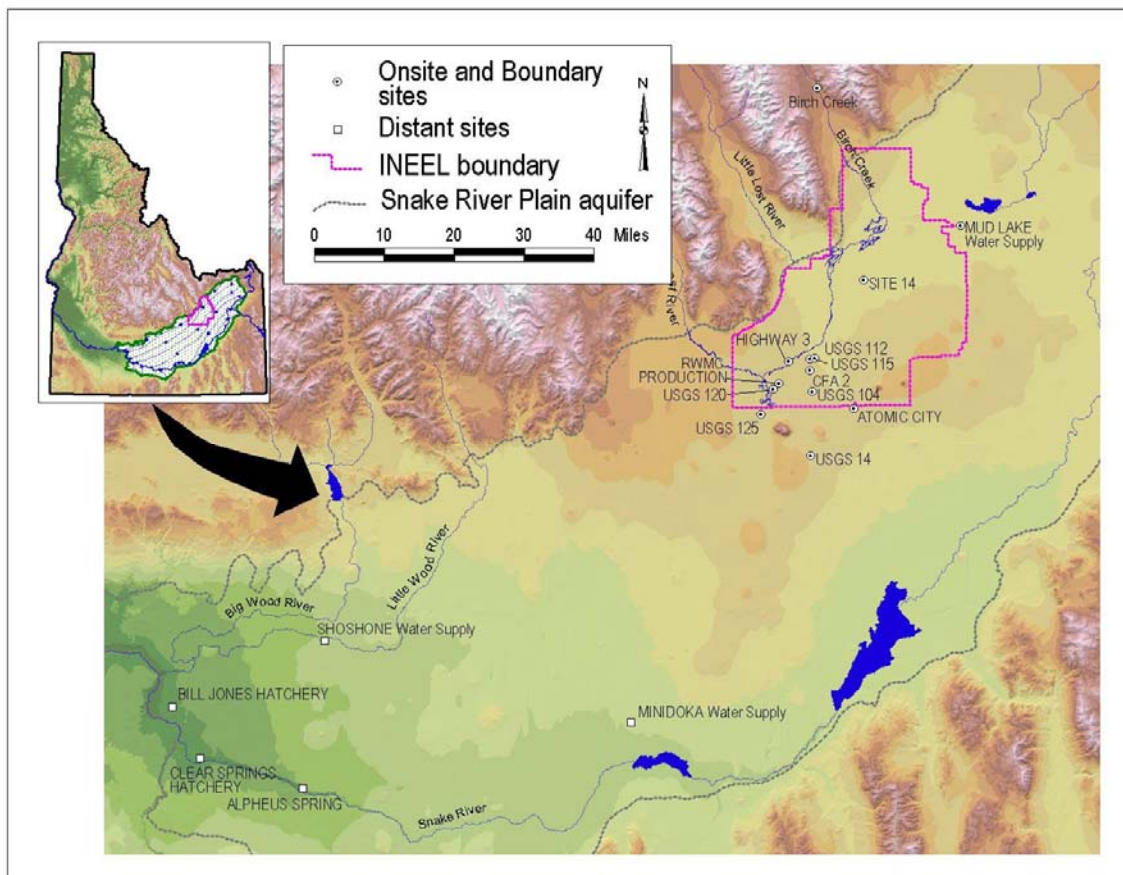 Onsite and Boundary
sites
Distant sites
INEEL boundary
Snake River Plain aquifer
0 10 20 30 40 Miles
N
Birch Creek
Birch Creek
Little Lost River
Lost River
MUD LAKE
Water Supply
SITE 14
HIGHWAY 3
USGS 112
USGS 115
RWMC
PRODUCTION
CFA 2
USGS 120
USGS 104
ATOMIC CITY
USGS 125
USGS 14
Little Wood River
Big Wood River
SHOSHONE Water Supply
BILL JONES HATCHERY
MINIDOKA Water Supply
CLEAR SPRINGS
HATCHERY
ALPHEUS SPRING
Snake River